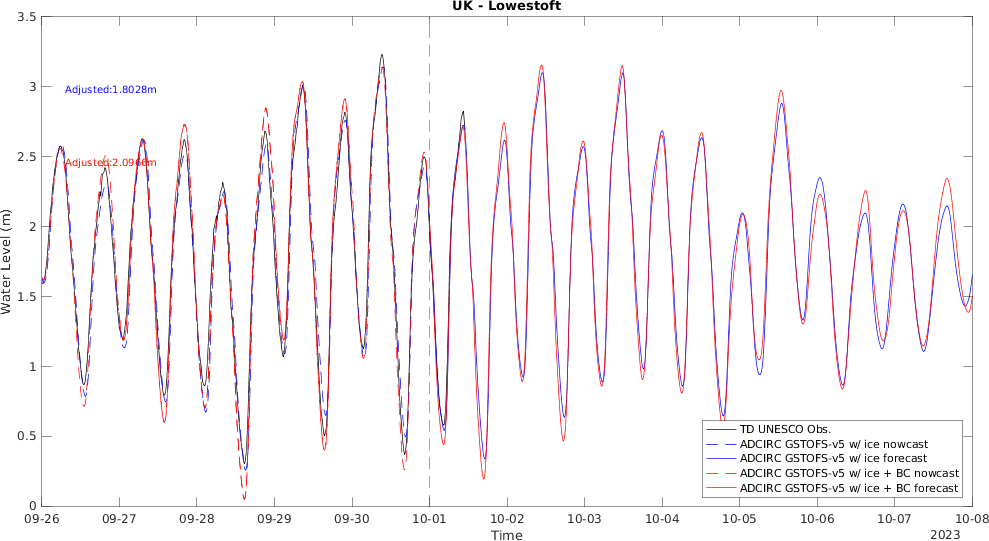 UK - Lowestoft
3.5
3
2.5
2
1.5
1
0.5
0
Water Level (m)
Adjusted:1.8028m
Adjusted:2.0966m
TD UNESCO Obs.
ADCIRC GSTOFS-v5 w/ ice nowcast
ADCIRC GSTOFS-v5 w/ ice forecast
ADCIRC GSTOFS-v5 w/ ice + BC nowcast
ADCIRC GSTOFS-v5 w/ ice + BC forecast
09-26 09-27 09-28 09-29 09-30 10-01 10-02 10-03 10-04 10-05 10-06 10-07 10-08
Time
2023